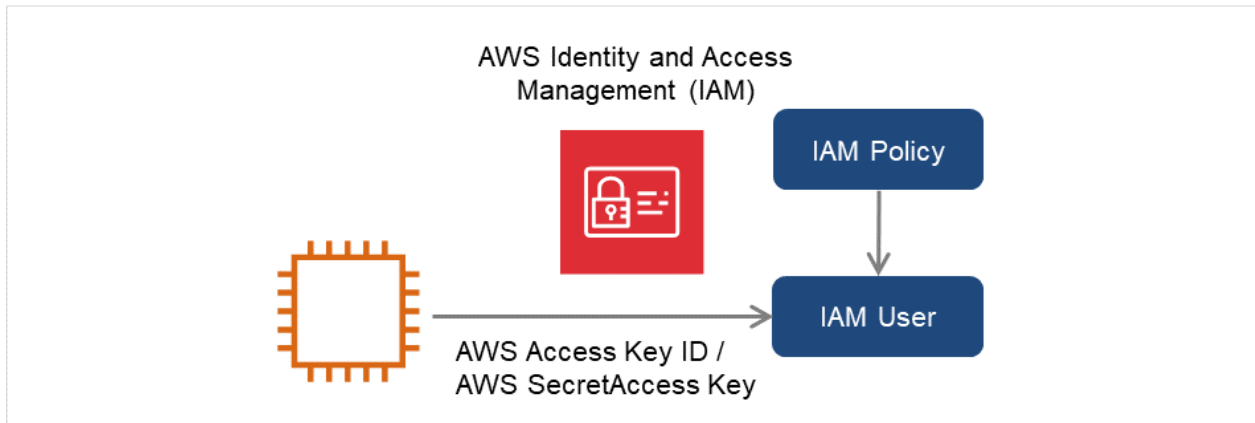 AWS Identity and Access
Management (IAM)
IAM Policy
IAM User
AWS Access Key ID /
AWS SecretAccess Key